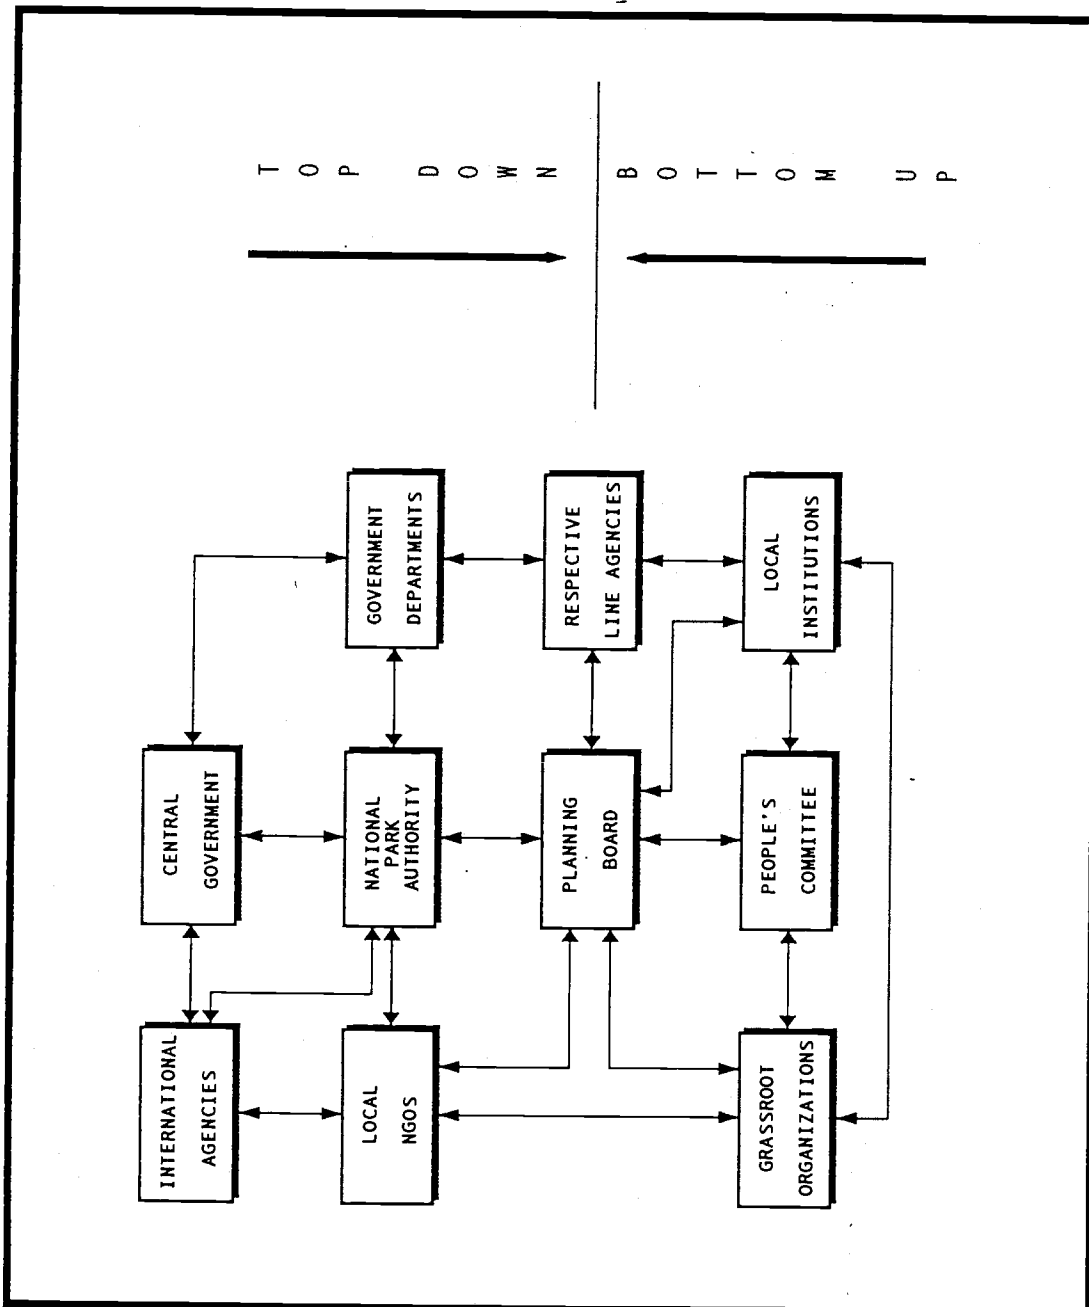 INTERNATIONAL
AGENCIES
CENTRAL
GOVERNMENT
LOCAL
NGOS
NATIONAL
PARK
AUTHORITY
GOVERNMENT
DEPARTMENTS
PLANNING
BOARD
RESPECTIVE
LINE AGENCIES
GRASSROOT
ORGANIZATIONS
PEOPLE'S
COMMITTEE
LOCAL
INSTITUTIONS
TOP DOWN
BOTTOM UP